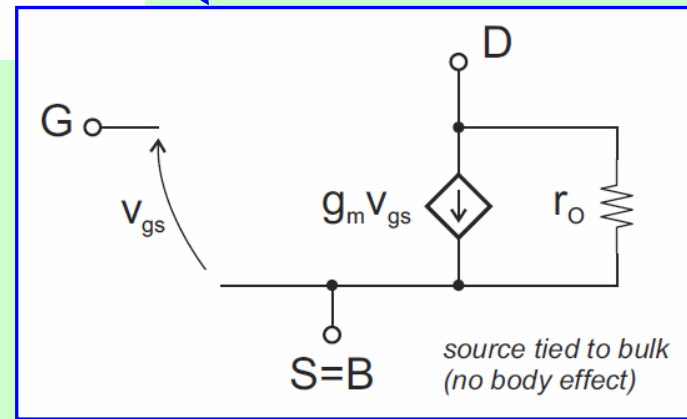 D
G
v_gs
g_m v_gs
r_o
S=B
source tied to bulk
(no body effect)